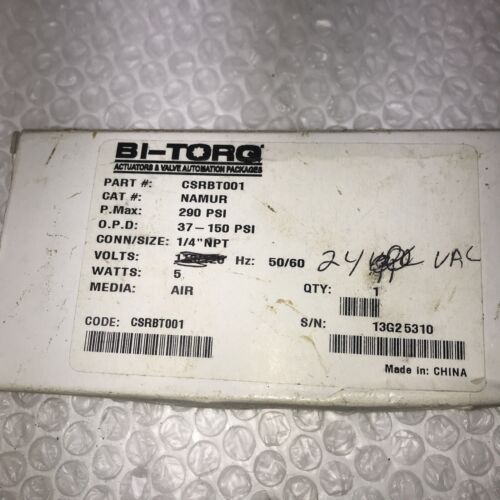 BI-TORQ
ACTUATORS & VALVE AUTOMATION PACKAGES
PART #: CSRBT001
CAT #: NAMUR
P.Max: 290 PSI
O.P.D: 37-150 PSI
CONN/SIZE: 1/4"NPT
VOLTS: Hz: 50/60 24 VAC
WATTS: 5
MEDIA: AIR QTY: 1
CODE: CSRBT001 S/N: 13G25310
Made in: CHINA